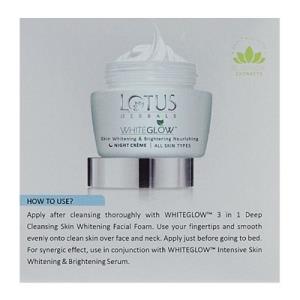 LOTUS
HERBALS
WHITEGLOW™
Skin Whitening & Brightening Nourishing
NIGHT CRÈME | ALL SKIN TYPES
HOW TO USE?
Apply after cleansing thoroughly with WHITEGLOW™ 3 in 1 Deep
Cleansing Skin Whitening Facial Foam. Use your fingertips and smooth
evenly onto clean skin over face and neck. Apply just before going to bed.
For synergic effect, use in conjunction with WHITEGLOW™ Intensive Skin
Whitening & Brightening Serum.